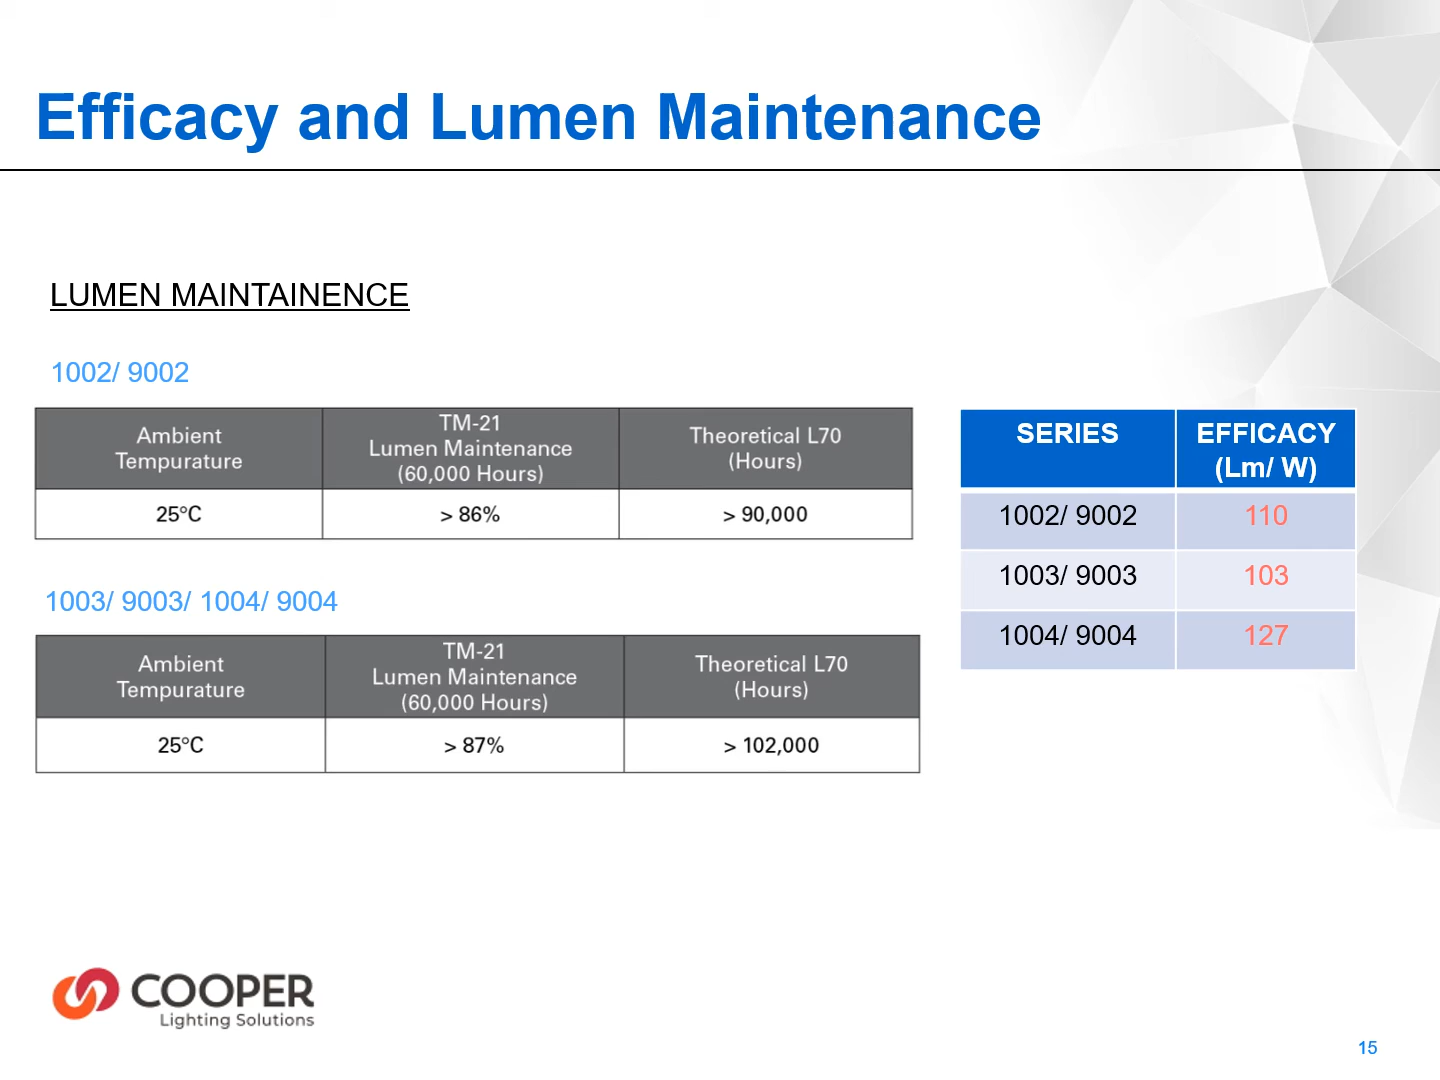 Efficacy and Lumen Maintenance
LUMEN MAINTAINENCE
1002/ 9002
Ambient
Tempurature
TM-21
Lumen Maintenance
(60,000 Hours)
Theoretical L70
(Hours)
25°C
> 86%
> 90,000
1003/ 9003/ 1004/ 9004
Ambient
Tempurature
TM-21
Lumen Maintenance
(60,000 Hours)
Theoretical L70
(Hours)
25°C
> 87%
> 102,000
SERIES
EFFICACY
(Lm/ W)
1002/ 9002
110
1003/ 9003
103
1004/ 9004
127
COOPER
Lighting Solutions
15